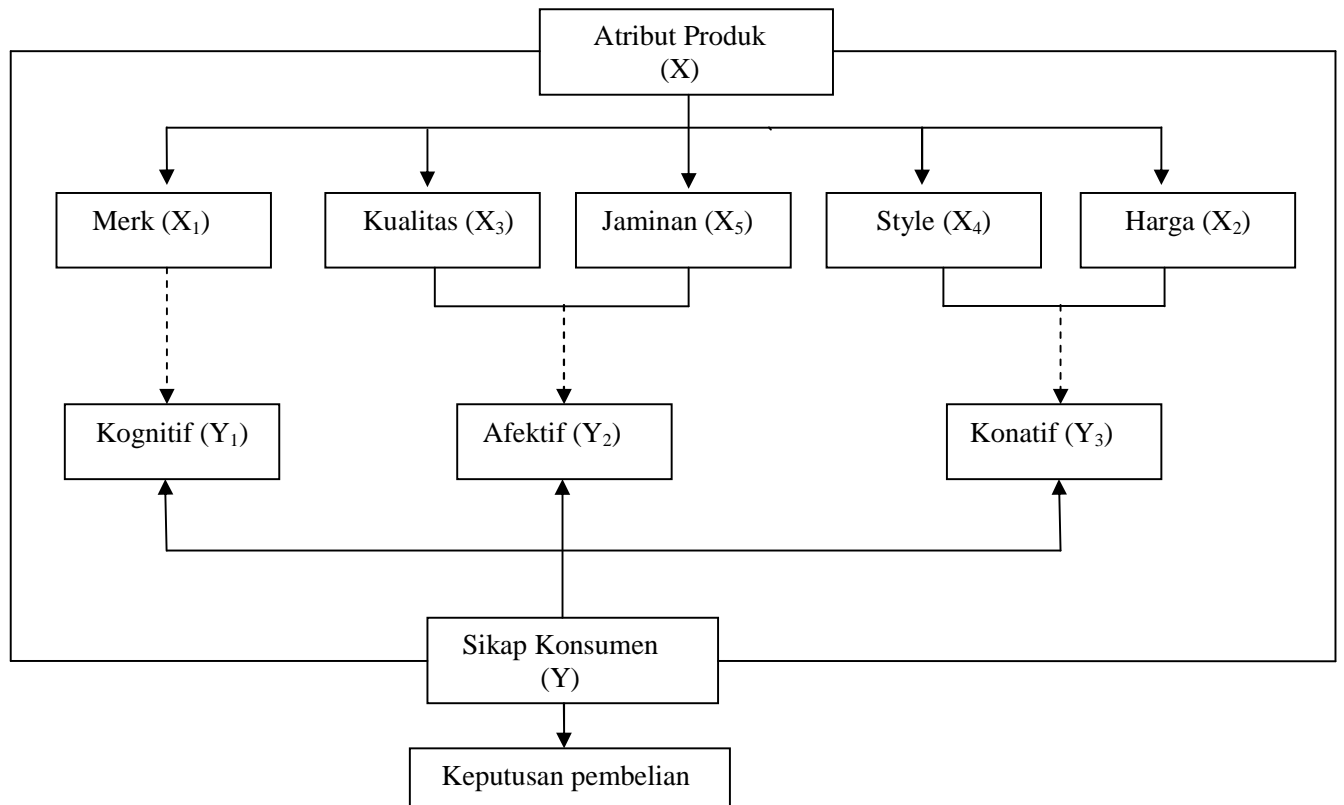 Atribut Produk
(X)
Merk (X₁)
Kualitas (X₃)
Jaminan (X₅)
Style (X₄)
Harga (X₂)
Kognitif (Y₁)
Afektif (Y₂)
Konatif (Y₃)
Sikap Konsumen
(Y)
Keputusan pembelian